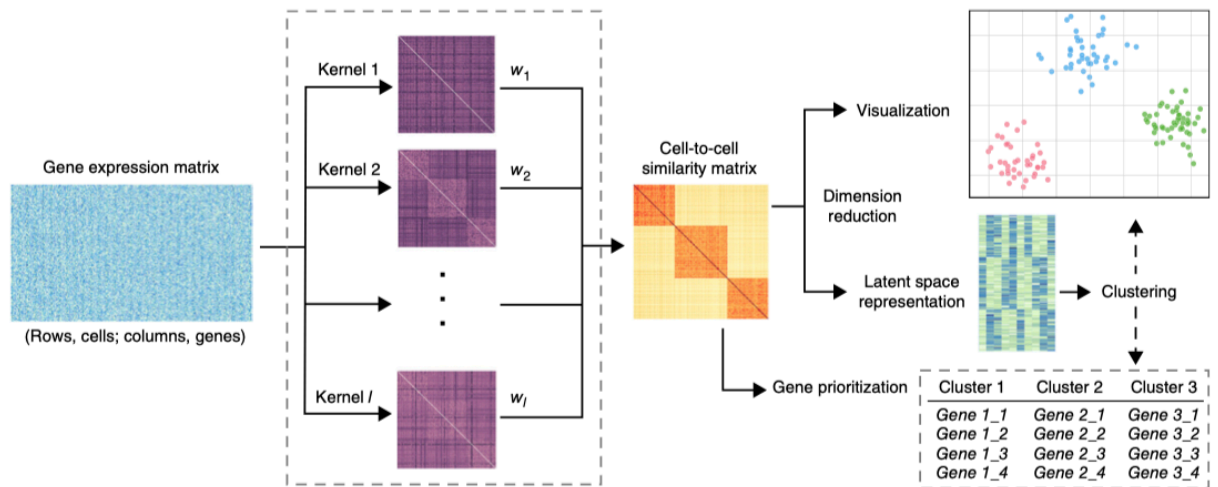 Gene expression matrix
(Rows, cells; columns, genes)
Kernel 1
w1
Kernel 2
w2
Kernel l
wl
Cell-to-cell
similarity matrix
Visualization
Dimension
reduction
Latent space
representation
Clustering
Gene prioritization
Cluster 1 Cluster 2 Cluster 3
Gene 1_1 Gene 2_1 Gene 3_1
Gene 1_2 Gene 2_2 Gene 3_2
Gene 1_3 Gene 2_3 Gene 3_3
Gene 1_4 Gene 2_4 Gene 3_4